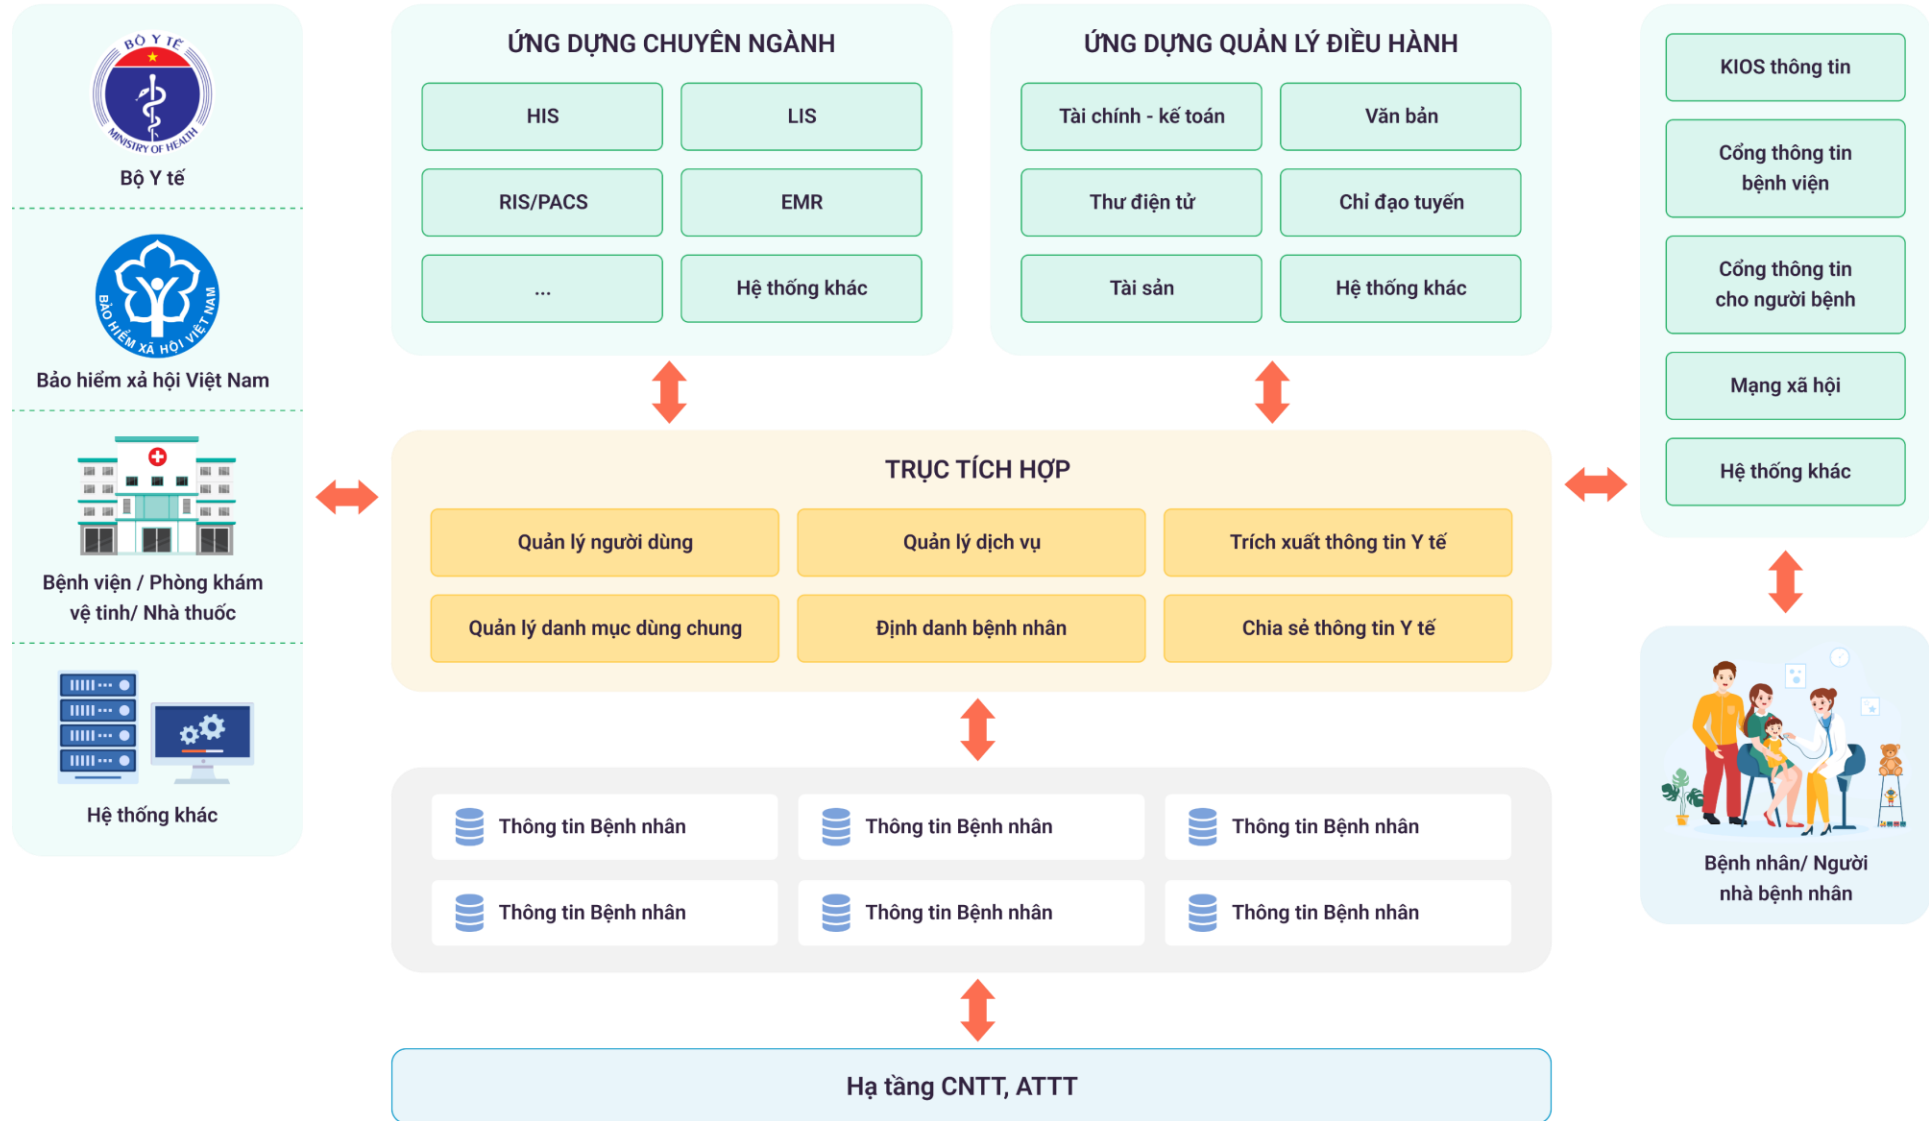 BỘ Y TẾ
MINISTRY OF HEALTH
Bộ Y tế
BẢO HIỂM XÃ HỘI VIỆT NAM
Bảo hiểm xả hội Việt Nam
Bệnh viện / Phòng khám
vệ tinh/ Nhà thuốc
Hệ thống khác
ỨNG DỤNG CHUYÊN NGÀNH
HIS
LIS
RIS/PACS
EMR
...
Hệ thống khác
ỨNG DỤNG QUẢN LÝ ĐIỀU HÀNH
Tài chính - kế toán
Văn bản
Thư điện tử
Chỉ đạo tuyến
Tài sản
Hệ thống khác
TRỤC TÍCH HỢP
Quản lý người dùng
Quản lý dịch vụ
Trích xuất thông tin Y tế
Quản lý danh mục dùng chung
Định danh bệnh nhân
Chia sẻ thông tin Y tế
Thông tin Bệnh nhân
Thông tin Bệnh nhân
Thông tin Bệnh nhân
Thông tin Bệnh nhân
Thông tin Bệnh nhân
Thông tin Bệnh nhân
Hạ tầng CNTT, ATTT
KIOS thông tin
Cổng thông tin
bệnh viện
Cổng thông tin
cho người bệnh
Mạng xã hội
Hệ thống khác
Bệnh nhân/ Người
nhà bệnh nhân